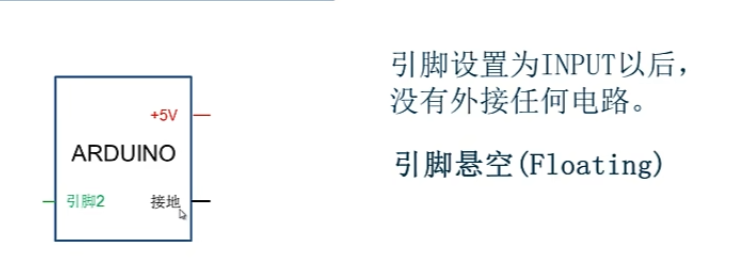 +5V
ARDUINO
引脚2
接地
引脚设置为INPUT以后，
没有外接任何电路。
引脚悬空(Floating)